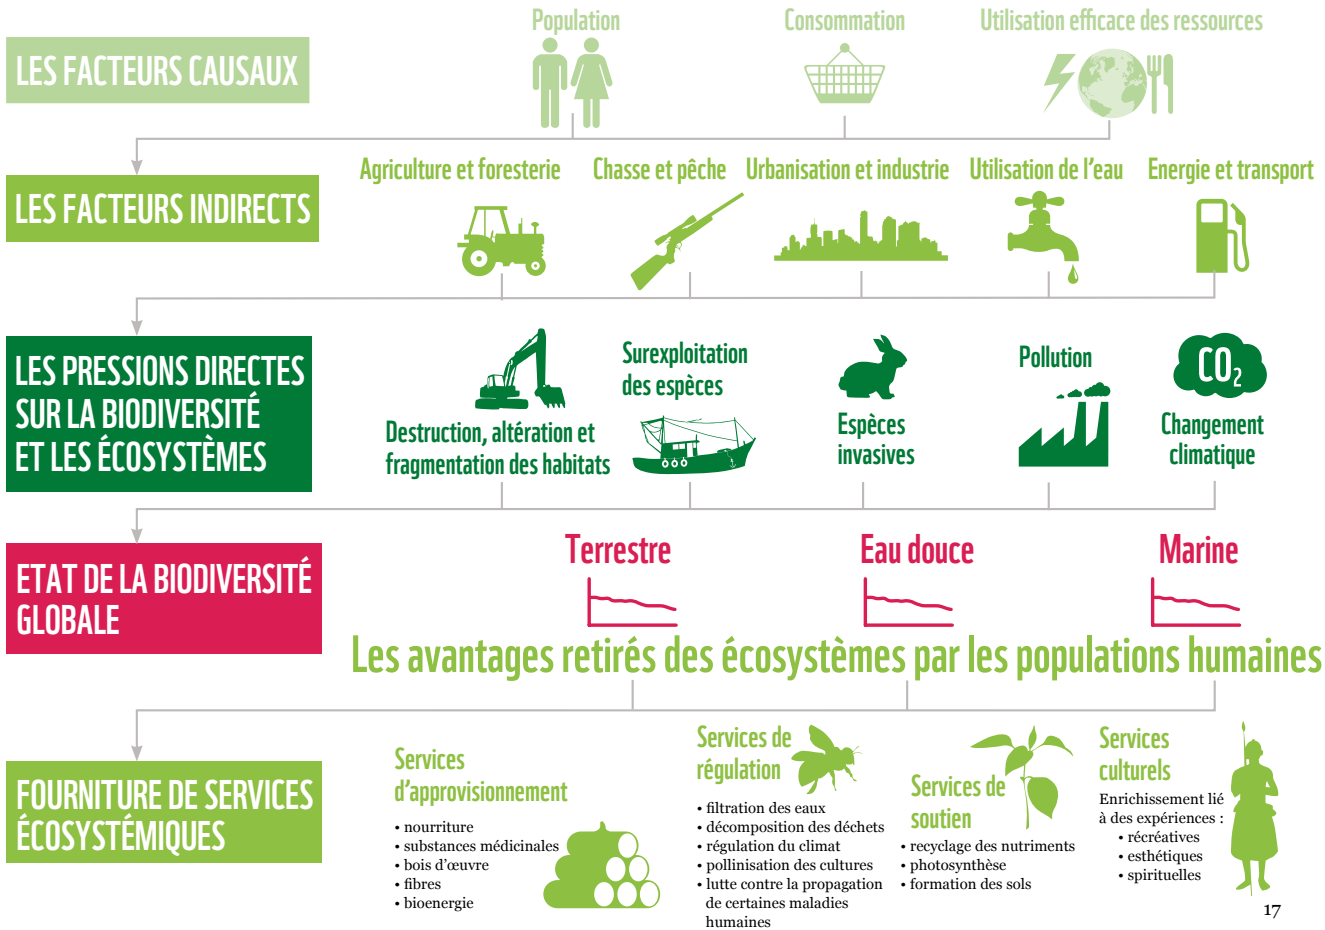 Population
Consommation
Utilisation efficace des ressources
LES FACTEURS CAUSAUX
Agriculture et foresterie
Chasse et pêche
Urbanisation et industrie
Utilisation de l’eau
Energie et transport
LES FACTEURS INDIRECTS
LES PRESSIONS DIRECTES
SUR LA BIODIVERSITÉ
ET LES ÉCOSYSTÈMES
Destruction, altération et
fragmentation des habitats
Surexploitation
des espèces
Espèces
invasives
Pollution
CO2
Changement
climatique
ETAT DE LA BIODIVERSITÉ
GLOBALE
Terrestre
Eau douce
Marine
Les avantages retirés des écosystèmes par les populations humaines
FOURNITURE DE SERVICES
ÉCOSYSTÉMIQUES
Services
d’approvisionnement
• nourriture
• substances médicinales
• bois d’œuvre
• fibres
• bioenergie
Services de
régulation
• filtration des eaux
• décomposition des déchets
• régulation du climat
• pollinisation des cultures
• lutte contre la propagation
de certaines maladies
humaines
Services de
soutien
• recyclage des nutriments
• photosynthèse
• formation des sols
Services
culturels
Enrichissement lié
à des expériences :
• récréatives
• esthétiques
• spirituelles
17